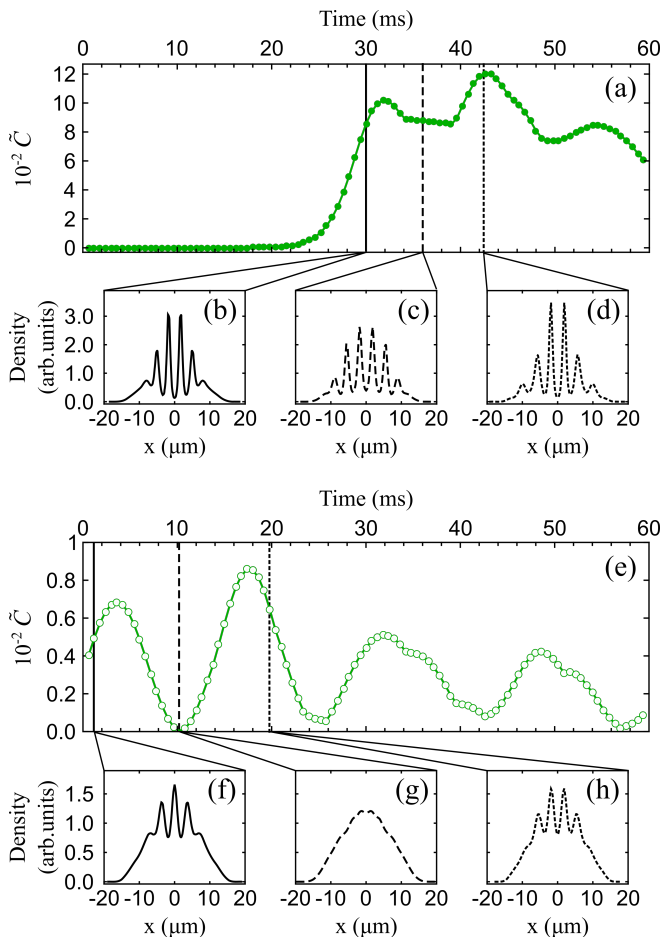 Time (ms)
0 10 20 30 40 50 60
12
10
8
6
4
2
0
10⁻² C̃
(a)
(b) (c) (d)
3.0
2.0
1.0
0.0
Density
(arb.units)
-20 -10 0 10 20 -20 -10 0 10 20 -20 -10 0 10 20
x (μm) x (μm) x (μm)
Time (ms)
0 10 20 30 40 50 60
1
0.8
0.6
0.4
0.2
0.0
10⁻² C̃
(e)
(f) (g) (h)
1.5
1.0
0.5
0.0
Density
(arb.units)
-20 -10 0 10 20 -20 -10 0 10 20 -20 -10 0 10 20
x (μm) x (μm) x (μm)